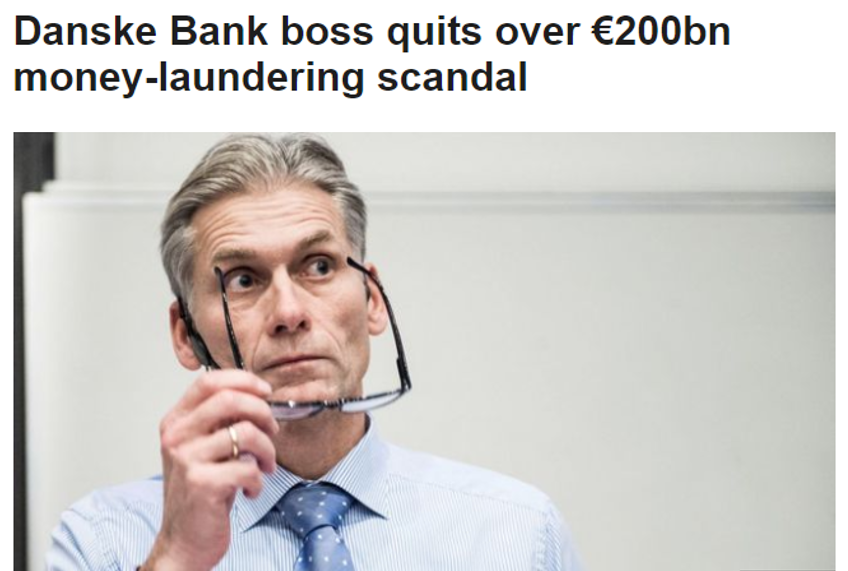 Danske Bank boss quits over €200bn
money-laundering scandal